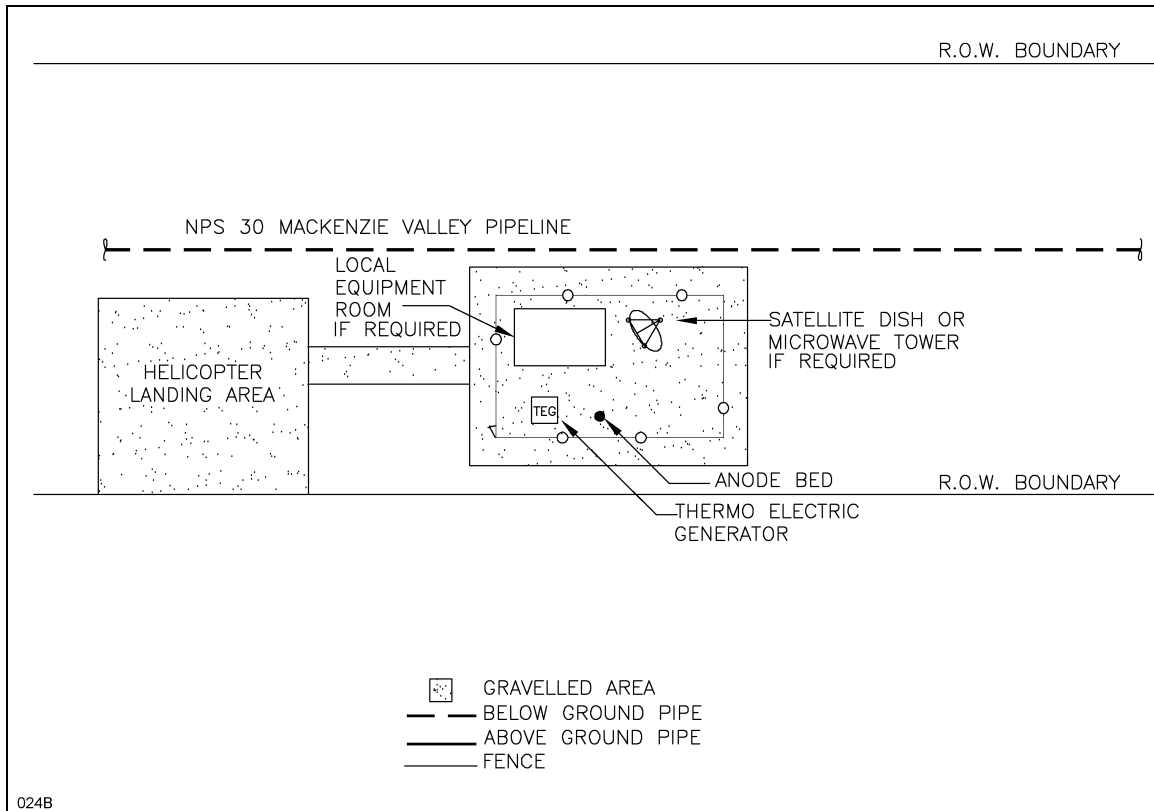 R.O.W. BOUNDARY
NPS 30 MACKENZIE VALLEY PIPELINE
LOCAL
EQUIPMENT
ROOM
IF REQUIRED
SATELLITE DISH OR
MICROWAVE TOWER
IF REQUIRED
HELICOPTER
LANDING AREA
TEG
ANODE BED
R.O.W. BOUNDARY
THERMO ELECTRIC
GENERATOR
GRAVELLED AREA
BELOW GROUND PIPE
ABOVE GROUND PIPE
FENCE
024B